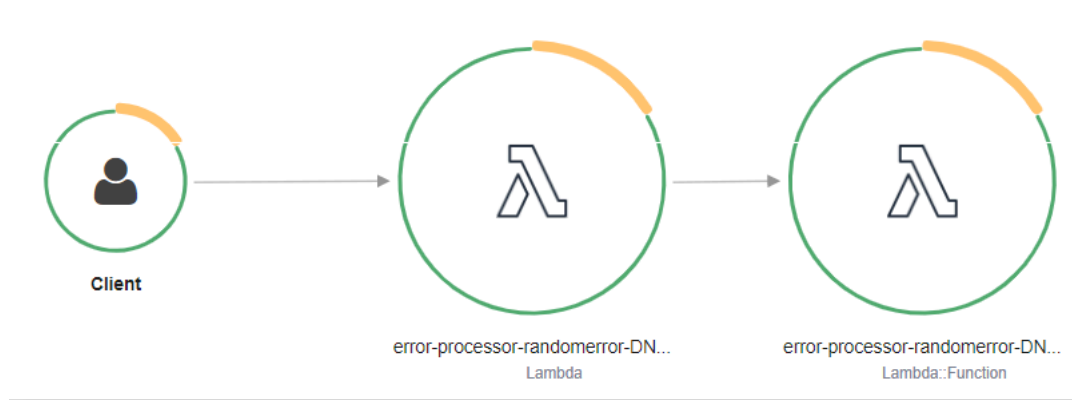 Client
error-processor-randomerror-DN...
Lambda
error-processor-randomerror-DN...
Lambda::Function